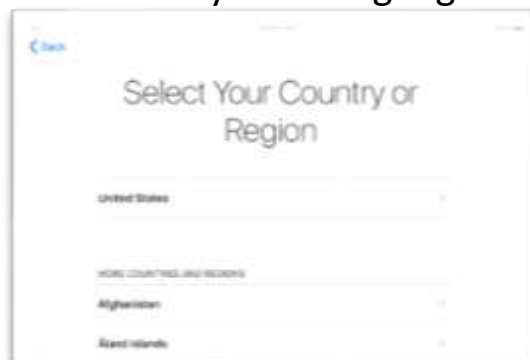 Back
Select Your Country or
Region
United States
MORE COUNTRIES AND REGIONS
Afghanistan
Åland Islands